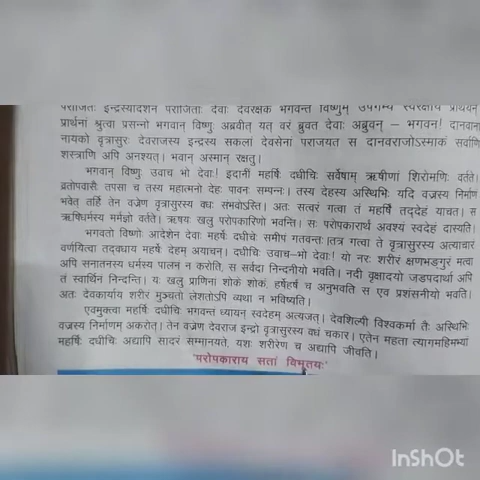 पराजितः इन्द्रस्यादर्शने पराजिताः देवाः देवरक्षकं भगवन्तं विष्णुम् उपगम्य स्वरक्षायै प्रार्थयन्
प्रार्थनां श्रुत्वा प्रसन्नो भगवान् विष्णुः अब्रवीत् यत् वरं ब्रुवत देवाः अब्रुवन् – भगवन! दानवाना
नायको वृत्रासुरः देवराजस्य इन्द्रस्य सकलां देवसेनां पराजयत स दानवराजोऽस्माकं सर्वाणि
शस्त्राणि अपि अनश्यत्। भवान् अस्मान् रक्षतु।
भगवान् विष्णुः उवाच भो देवाः! इदानीं महर्षिः दधीचिः सर्वेषाम् ऋषीणां शिरोमणिः वर्तते।
व्रतोपवासैः तपसा च तस्य महात्मनो देहः पावनः सम्पन्नः। तस्य देहस्य अस्थिभिः यदि वज्रस्य निर्माणं
भवेत् तर्हि तेन वज्रेण वृत्रासुरस्य वधः संभवोऽस्ति। अतः सत्वरं गत्वा तं महर्षिं तद्देहं याचत। स
ऋषिधर्मस्य मर्मज्ञो वर्तते। ऋषयः खलु परोपकारिणो भवन्ति। सः परोपकारार्थं अवश्यं स्वदेहं दास्यति।
भगवतो विष्णोः आदेशेन देवाः महर्षेः दधीचेः समीपं गतवन्तः।तत्र गत्वा ते वृत्रासुरस्य अत्याचारं
वर्णयित्वा तदवधाय महर्षेः देहम् अयाचन्। दधीचिः उवाच–भो देवाः! यो नरः शरीरं क्षणभङ्गुरं मत्वा
अपि सनातनस्य धर्मस्य पालनं न करोति, स सर्वदा निन्दनीयो भवति। नदी वृक्षादयो जडपदार्था अपि
तं स्वार्थिनं निन्दन्ति। यः खलु प्राणिनां शोके शोकं, हर्षेहर्षं च अनुभवति स एव प्रशंसनीयो भवति।
अतः देवकार्याय शरीरं मुञ्चतो लेशतोऽपि व्यथा न भविष्यति।
एवमुक्त्वा महर्षिः दधीचिः भगवन्तं ध्यायन् स्वदेहम् अत्यजत्। देवशिल्पी विश्वकर्मा तैः अस्थिभिः
वज्रस्य निर्माणम् अकरोत्। तेन वज्रेण देवराज इन्द्रो वृत्रासुरस्य वधं चकार। एतेन महता त्यागमहिम्भां
महर्षिः दधीचिः अद्यापि सादरं सम्मान्यते, यशः शरीरेण च अद्यापि जीवति।
'परोपकाराय सतां विभूतयः'
InShOt